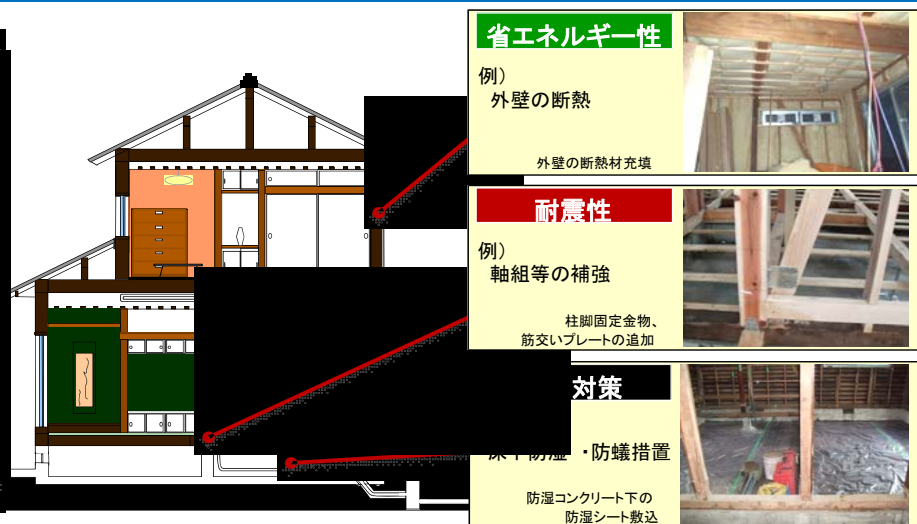 省エネルギー性
例）
外壁の断熱
外壁の断熱材充填
耐震性
例）
軸組等の補強
柱脚固定金物、
筋交いプレートの追加
対策
床下防湿・防蟻措置
防湿コンクリート下の
防湿シート敷込